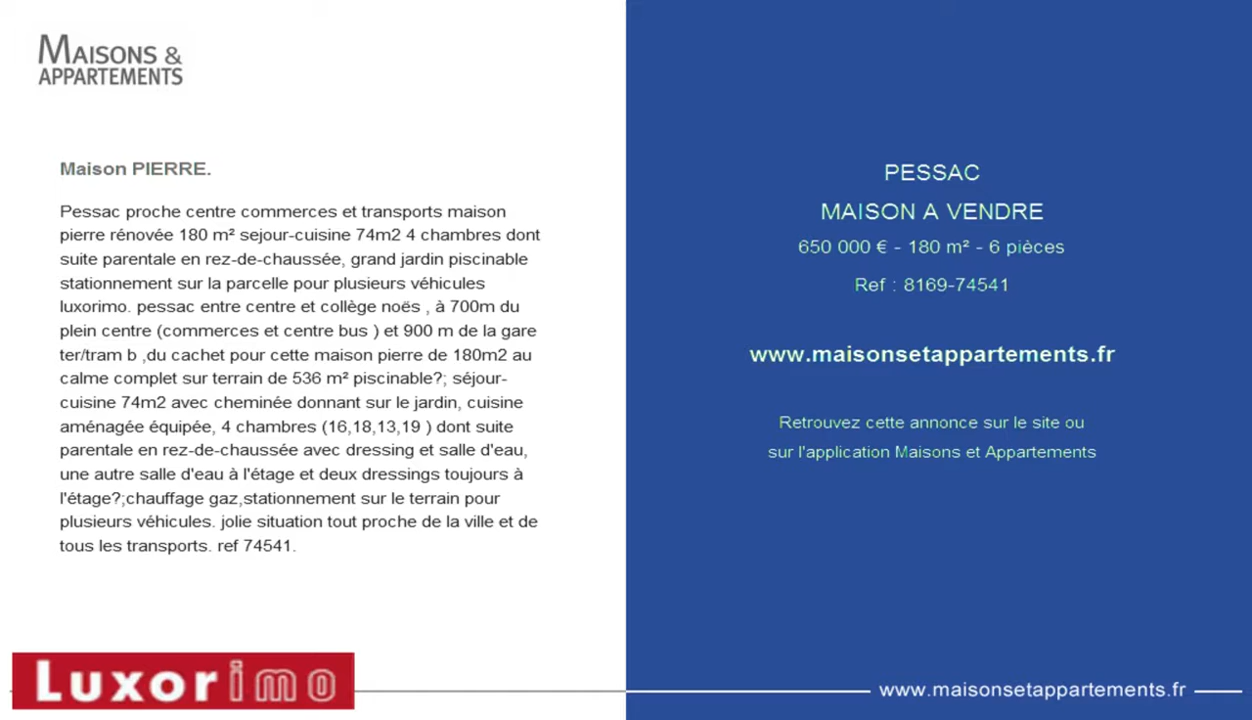 MAISONS &
APPARTEMENTS
Maison PIERRE.
Pessac proche centre commerces et transports maison
pierre rénovée 180 m² sejour-cuisine 74m2 4 chambres dont
suite parentale en rez-de-chaussée, grand jardin piscinable
stationnement sur la parcelle pour plusieurs véhicules
luxorimo. pessac entre centre et collège noës , à 700m du
plein centre (commerces et centre bus ) et 900 m de la gare
ter/tram b ,du cachet pour cette maison pierre de 180m2 au
calme complet sur terrain de 536 m² piscinable?; séjour-
cuisine 74m2 avec cheminée donnant sur le jardin, cuisine
aménagée équipée, 4 chambres (16,18,13,19 ) dont suite
parentale en rez-de-chaussée avec dressing et salle d'eau,
une autre salle d'eau à l'étage et deux dressings toujours à
l'étage?;chauffage gaz,stationnement sur le terrain pour
plusieurs véhicules. jolie situation tout proche de la ville et de
tous les transports. ref 74541.
Luxorimo
PESSAC
MAISON A VENDRE
650 000 € - 180 m² - 6 pièces
Ref : 8169-74541
www.maisonsetappartements.fr
Retrouvez cette annonce sur le site ou
sur l'application Maisons et Appartements
www.maisonsetappartements.fr